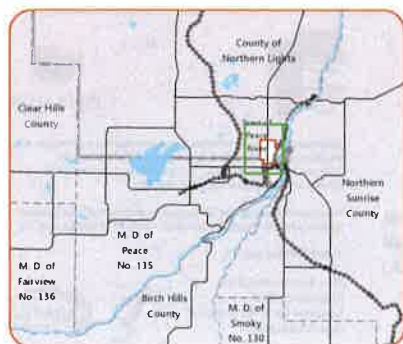 County of
Northern Lights
Clear Hills
County
Northern
Sunrise
County
M. D. of
Peace
No. 135
M. D. of
Fairview
No. 136
Birch Hills
County
M. D. of
Smoky
No. 130